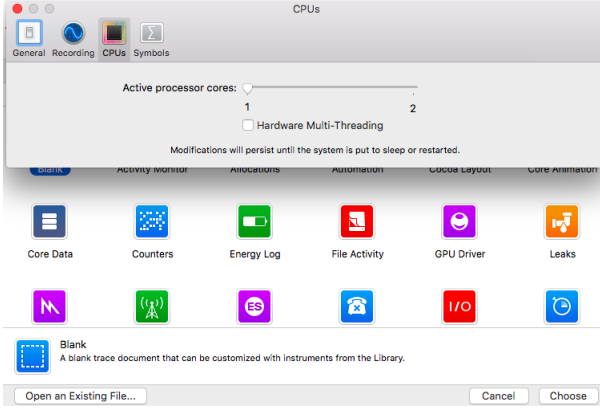 CPUs
General Recording CPUs Symbols
Active processor cores:
1 2
Hardware Multi-Threading
Modifications will persist until the system is put to sleep or restarted.
Blank Activity Monitor Allocations Automation Cocoa Layout Core Animation
Core Data Counters Energy Log File Activity GPU Driver Leaks
ES I/O
Blank
A blank trace document that can be customized with instruments from the Library.
Open an Existing File... Cancel Choose